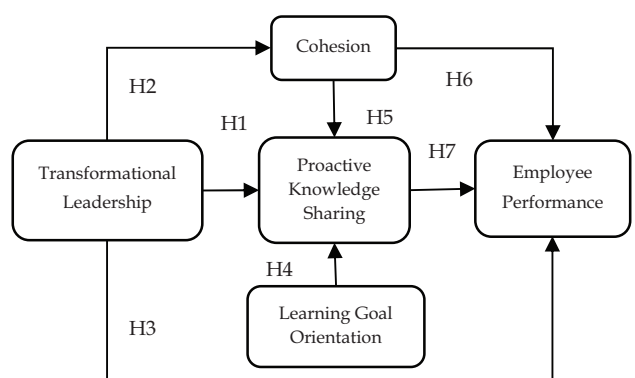 Cohesion
H2
H6
H1
H5
H7
Transformational
Leadership
Proactive
Knowledge
Sharing
Employee
Performance
H4
Learning Goal
Orientation
H3